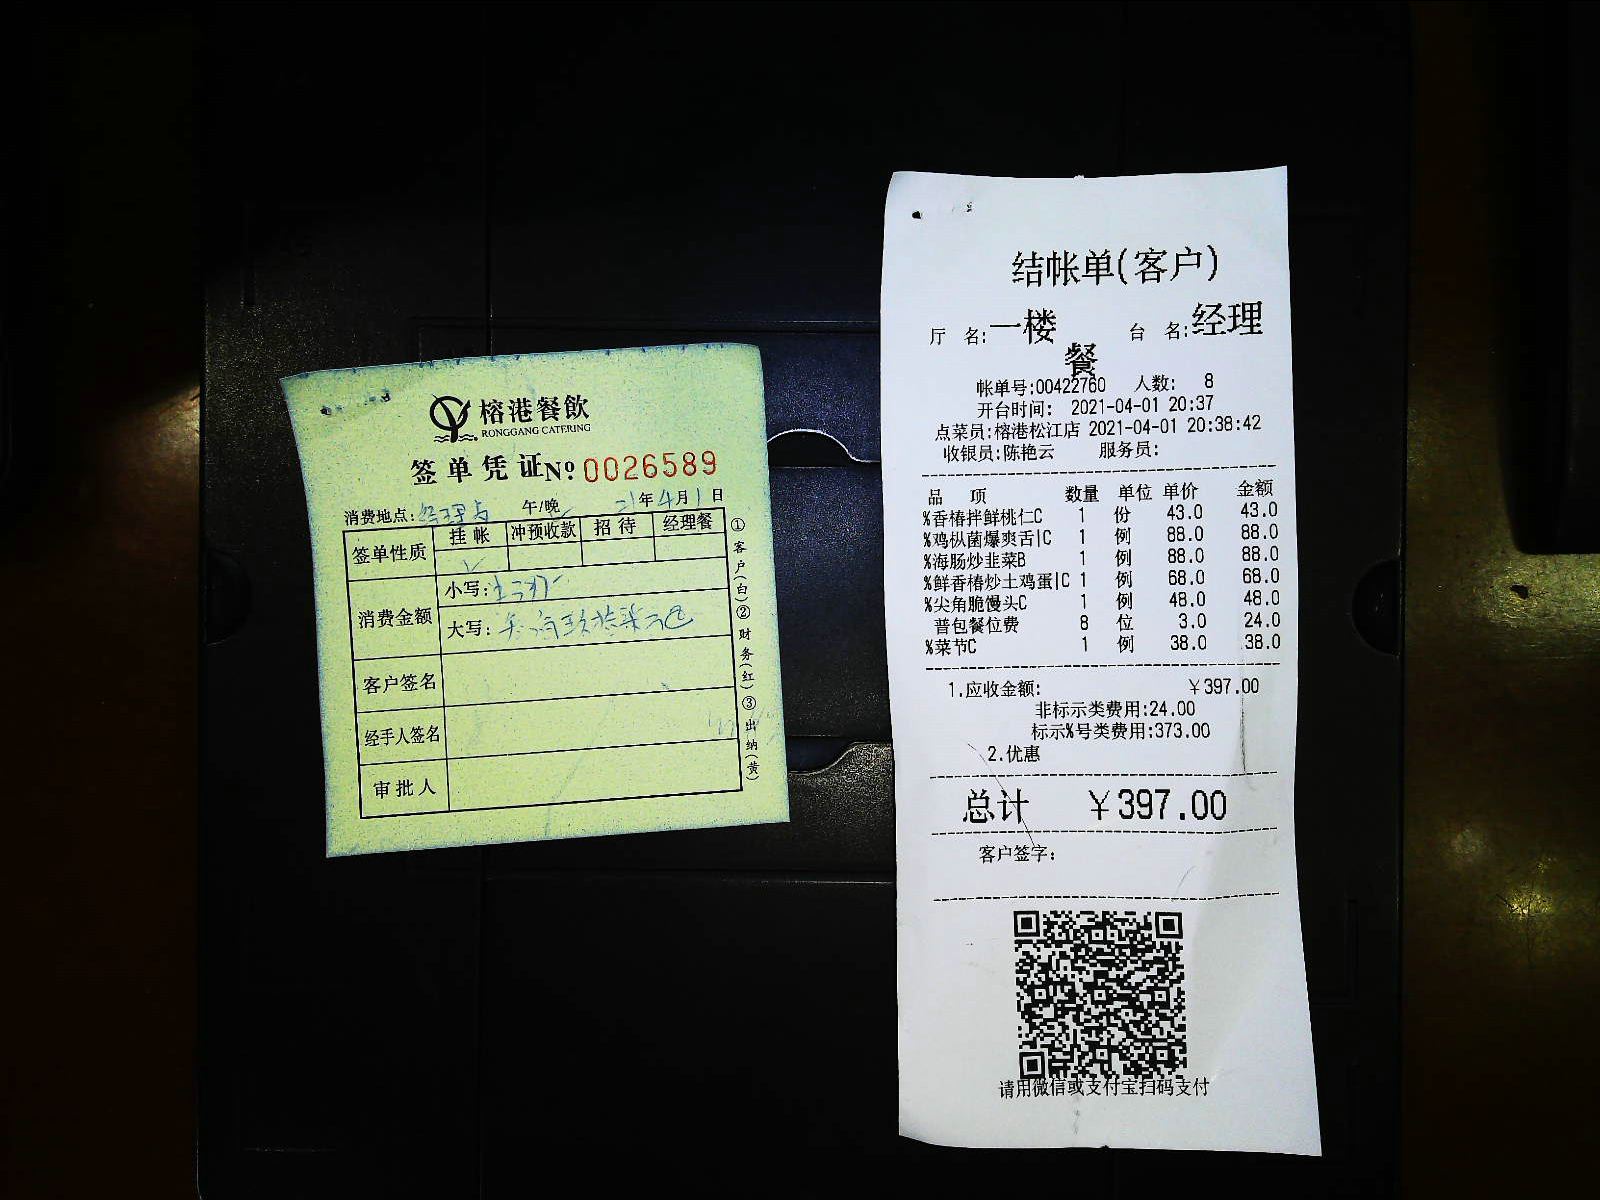 榕港餐飲
RONGGANG CATERING
签单凭证№ 0026589
消费地点: 午/晚 21年4月1日
签单性质 挂帐 冲预收款 招待 经理餐
消费金额
小写:
大写:
客户签名
经手人签名
审批人
①客户(白)②财务(红)③出纳(黄)
结帐单(客户)
厅 名:一楼 台 名:经理
餐
帐单号:00422760 人数: 8
开台时间: 2021-04-01 20:37
点菜员:榕港松江店 2021-04-01 20:38:42
收银员:陈艳云 服务员:
品 项 数量 单位 单价 金额
%香椿拌鲜桃仁C 1 份 43.0 43.0
%鸡枞菌爆爽舌|C 1 例 88.0 88.0
%海肠炒韭菜B 1 例 88.0 88.0
%鲜香椿炒土鸡蛋|C 1 例 68.0 68.0
%尖角脆馒头C 1 例 48.0 48.0
普包餐位费 8 位 3.0 24.0
%菜节C 1 例 38.0 38.0
1.应收金额: ￥397.00
非标示类费用:24.00
标示%号类费用:373.00
2.优惠
总计 ￥397.00
客户签字:
请用微信或支付宝扫码支付